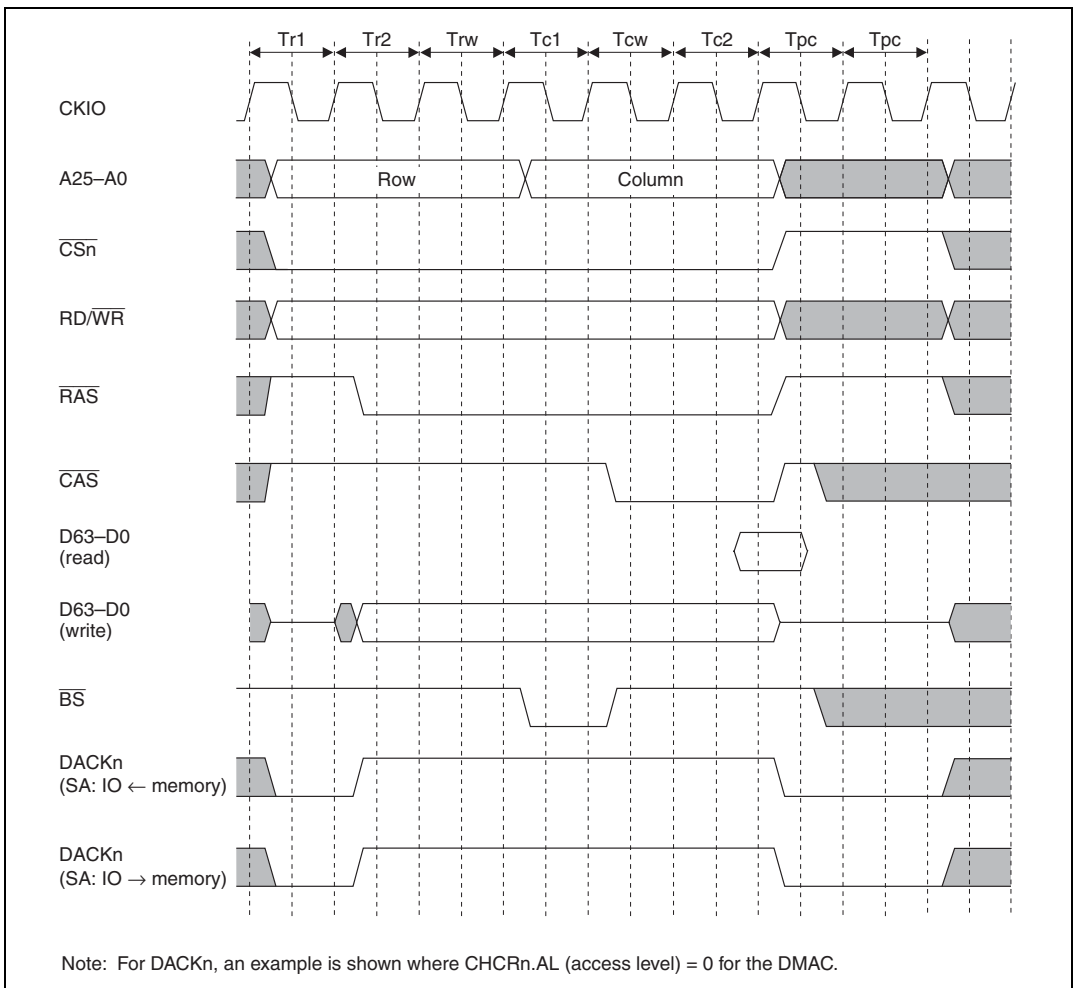 Tr1 Tr2 Trw Tc1 Tcw Tc2 Tpc Tpc
CKIO
A25–A0 Row Column
CSn
RD/WR
RAS
CAS
D63–D0
(read)
D63–D0
(write)
BS
DACKn
(SA: IO ← memory)
DACKn
(SA: IO → memory)
Note: For DACKn, an example is shown where CHCRn.AL (access level) = 0 for the DMAC.